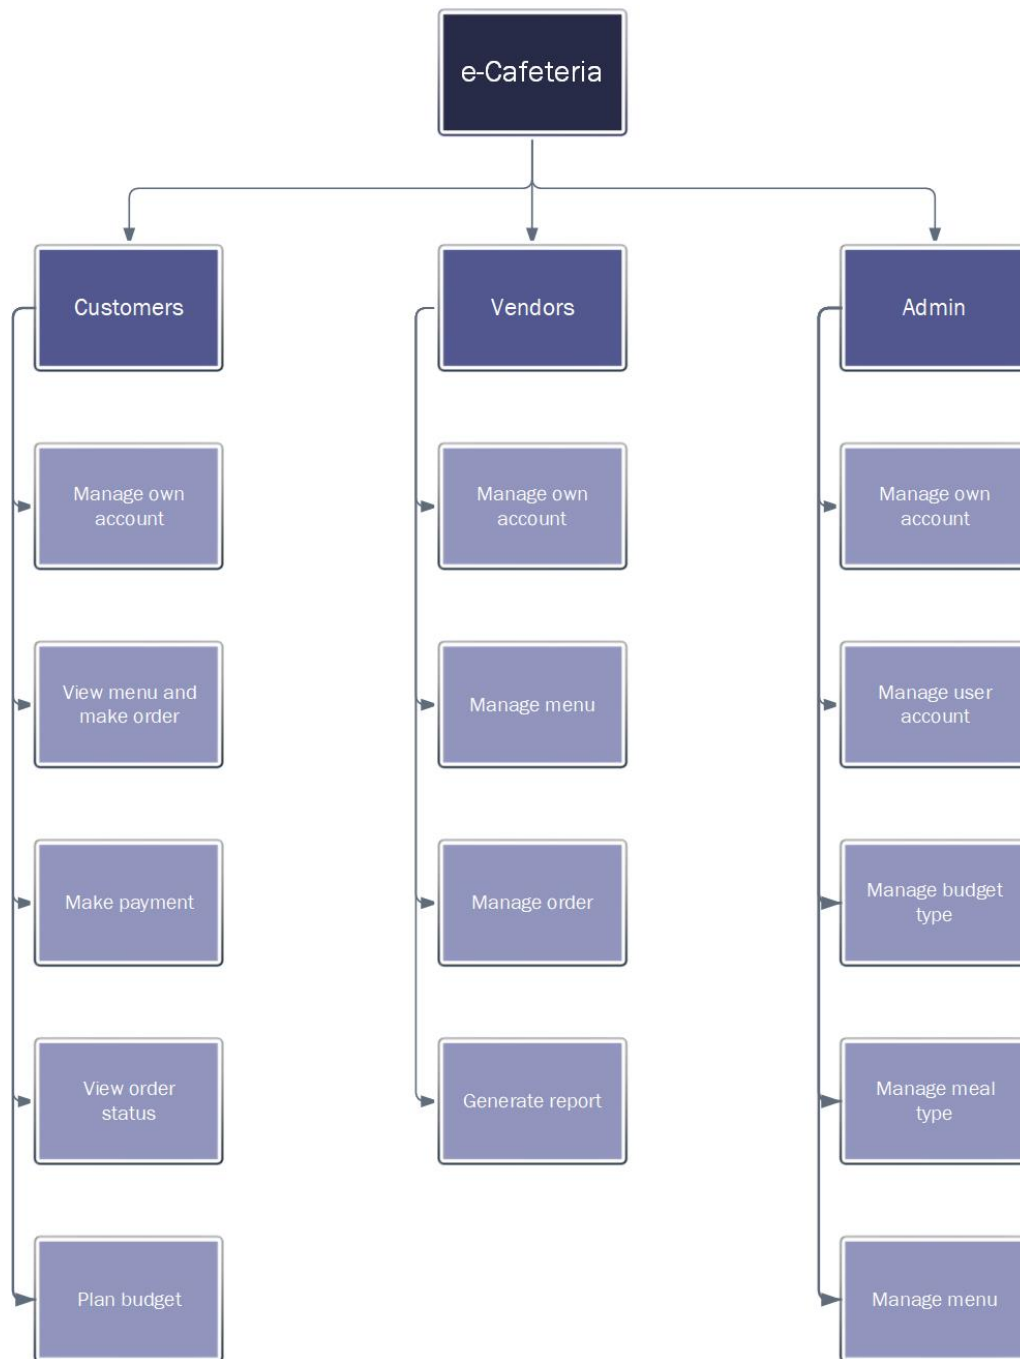 e-Cafeteria
Customers
Vendors
Admin
Manage own
account
Manage own
account
Manage own
account
View menu and
make order
Manage menu
Manage user
account
Make payment
Manage order
Manage budget
type
View order
status
Generate report
Manage meal
type
Plan budget
Manage menu